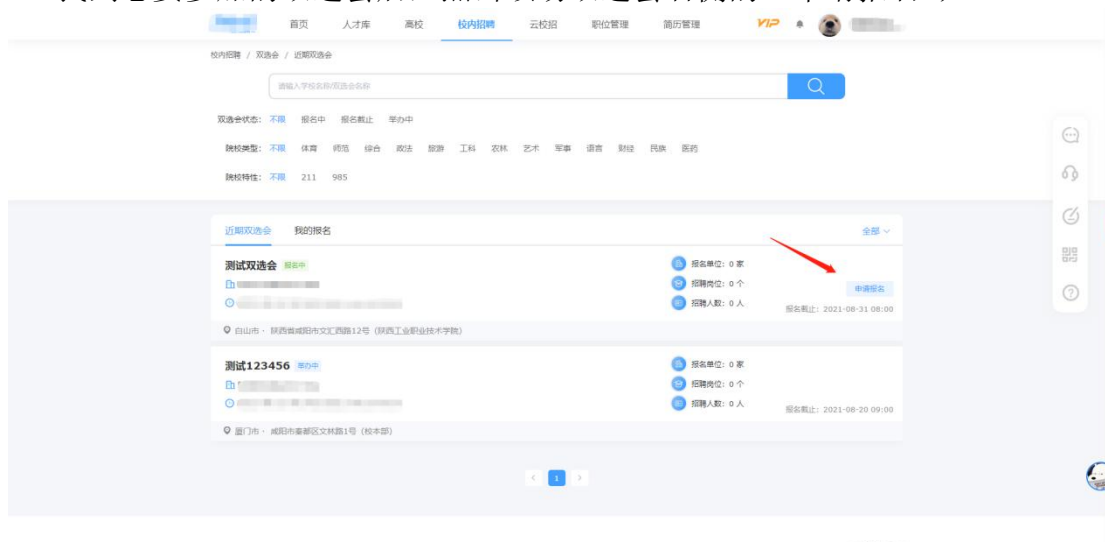 首页 人才库 高校 校内招聘 云校招 职位管理 简历管理 VIP
校内招聘 / 双选会 / 近期双选会
请输入学校名称/双选会名称
双选会状态: 不限 报名中 报名截止 举办中
院校类型: 不限 体育 师范 综合 政法 旅游 工科 农林 艺术 军事 语言 财经 民族 医药
院校特性: 不限 211 985
近期双选会 我的报名 全部
测试双选会 报名中
报名单位: 0 家
招聘岗位: 0 个
申请报名
招聘人数: 0 人
报名截止: 2021-08-31 08:00
白山市 · 陕西省咸阳市文汇西路12号 (陕西工业职业技术学院)
测试123456 举办中
报名单位: 0 家
招聘岗位: 0 个
招聘人数: 0 人
报名截止: 2021-08-20 09:00
厦门市 · 咸阳市秦都区文林路1号 (校本部)
< 1 >